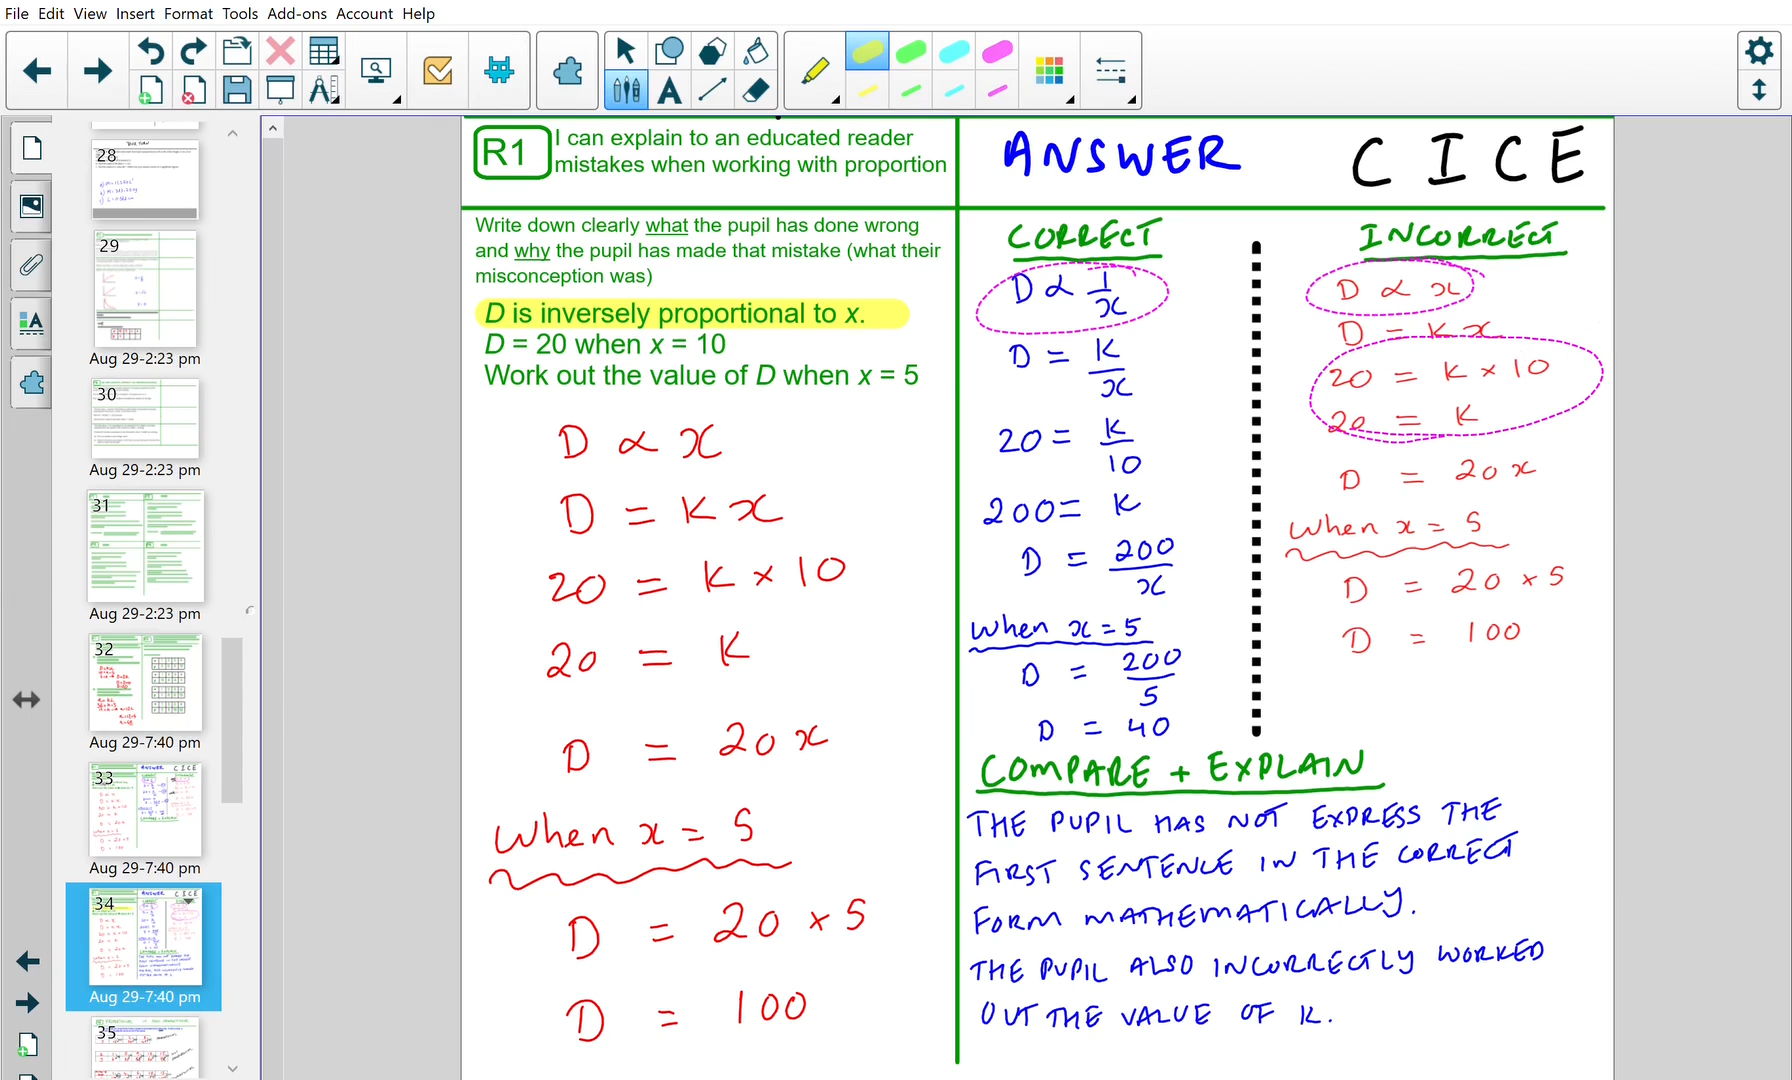 File Edit View Insert Format Tools Add-ons Account Help
28
29
Aug 29-2:23 pm
30
Aug 29-2:23 pm
31
Aug 29-2:23 pm
32
Aug 29-7:40 pm
33
Aug 29-7:40 pm
34
Aug 29-7:40 pm
35
R1
I can explain to an educated reader
mistakes when working with proportion
Write down clearly what the pupil has done wrong
and why the pupil has made that mistake (what their
misconception was)
D is inversely proportional to x.
D = 20 when x = 10
Work out the value of D when x = 5
D ∝ x
D = K x
20 = K × 10
20 = K
D = 20 x
When x = 5
D = 20 × 5
D = 100
ANSWER
C I C E
CORRECT
D ∝ 1/x
D = K/x
20 = K/10
200 = K
D = 200/x
When x = 5
D = 200/5
D = 40
INCORRECT
D ∝ x
D = K x
20 = K × 10
20 = K
D = 20 x
When x = 5
D = 20 × 5
D = 100
COMPARE + EXPLAIN
THE PUPIL HAS NOT EXPRESS THE
FIRST SENTENCE IN THE CORRECT
FORM MATHEMATICALLY.
THE PUPIL ALSO INCORRECTLY WORKED
OUT THE VALUE OF K.